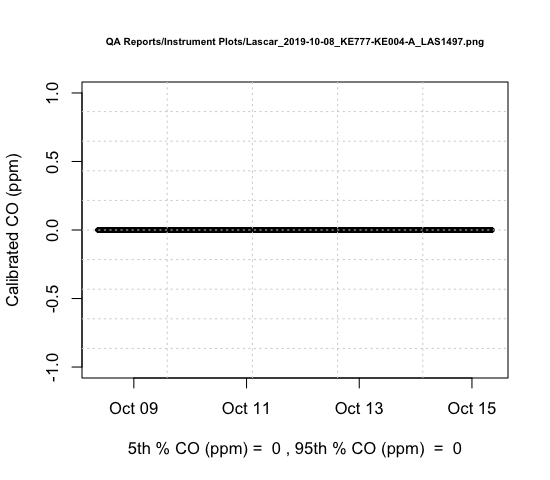 QA Reports/Instrument Plots/Lascar_2019-10-08_KE777-KE004-A_LAS1497.png
1.0
0.5
0.0
-0.5
-1.0
Calibrated CO (ppm)
Oct 09 Oct 11 Oct 13 Oct 15
5th % CO (ppm) = 0 , 95th % CO (ppm) = 0